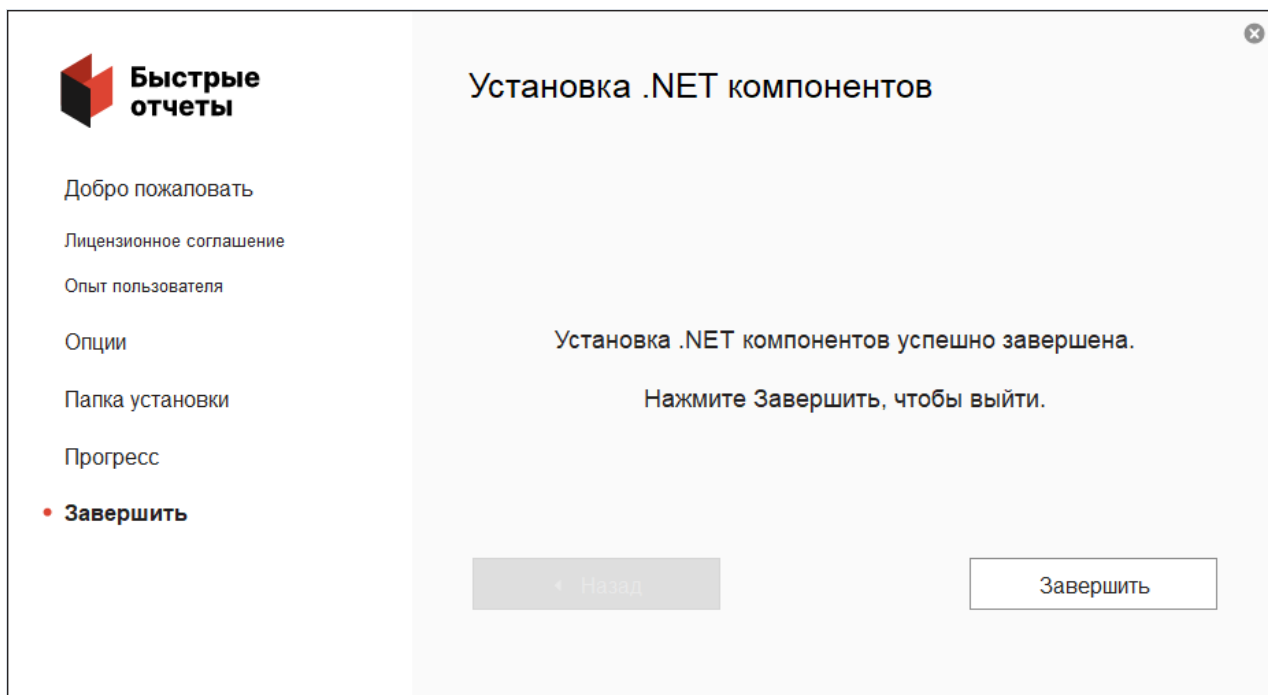 Быстрые
отчеты
Добро пожаловать
Лицензионное соглашение
Опыт пользователя
Опции
Папка установки
Прогресс
Завершить
Установка .NET компонентов
Установка .NET компонентов успешно завершена.
Нажмите Завершить, чтобы выйти.
Назад
Завершить